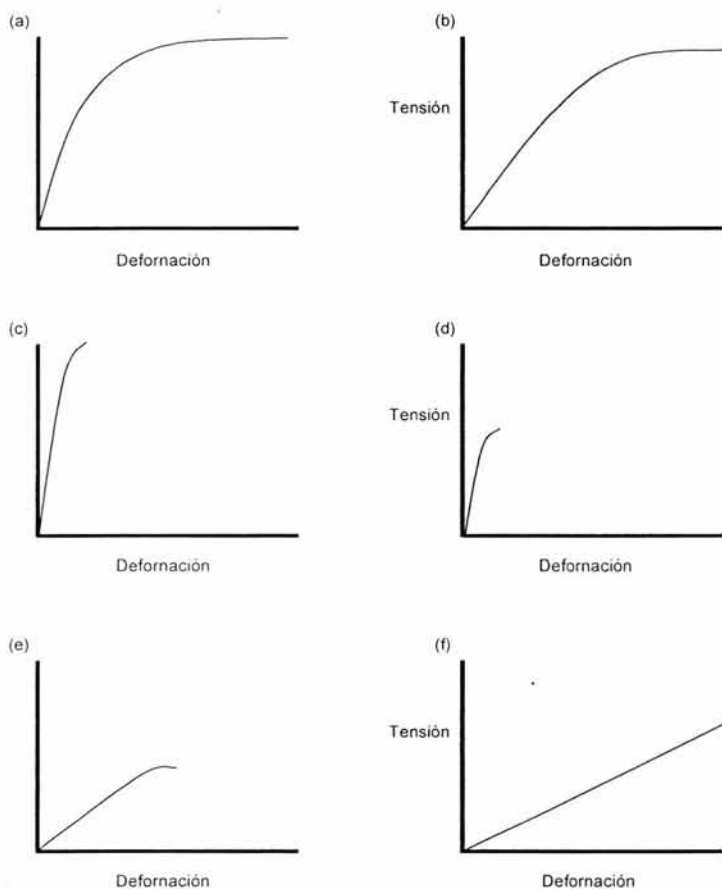 (a)
(b)
Tensión
Defornación
Defornación
(c)
(d)
Tensión
Defornación
Defornación
(e)
(f)
Tensión
Defornación
Defornación